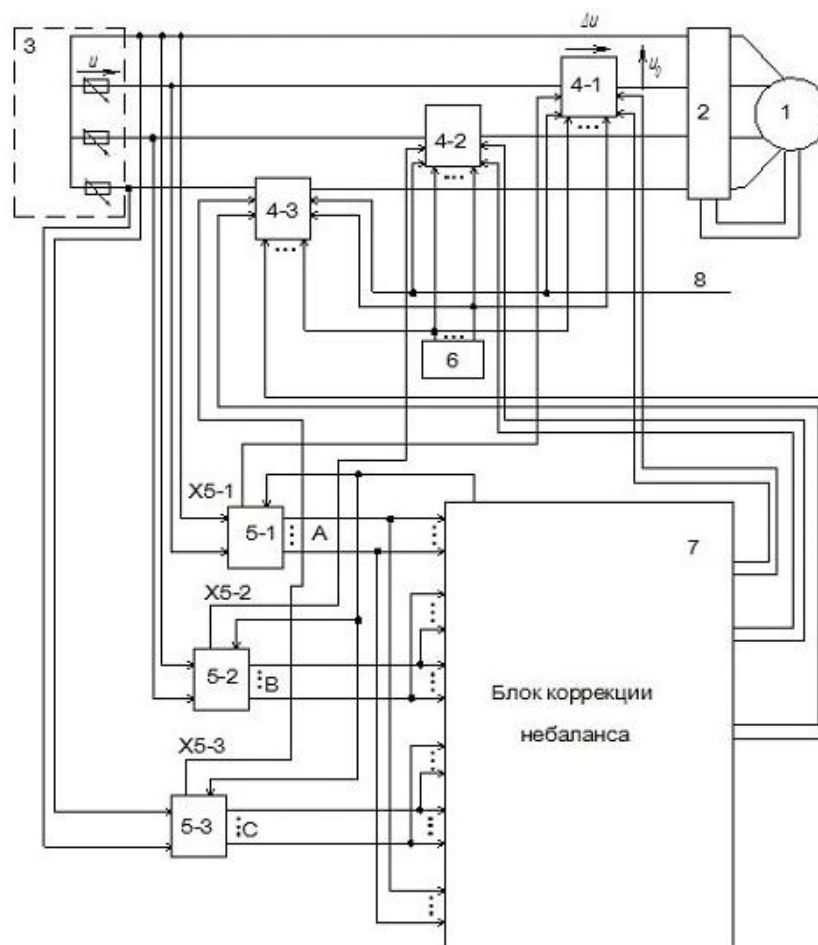 Δu
3
u
4-1
u₀
2
1
4-2
4-3
8
6
X5-1
5-1
A
7
X5-2
5-2
B
Блок коррекции
небаланса
X5-3
5-3
C